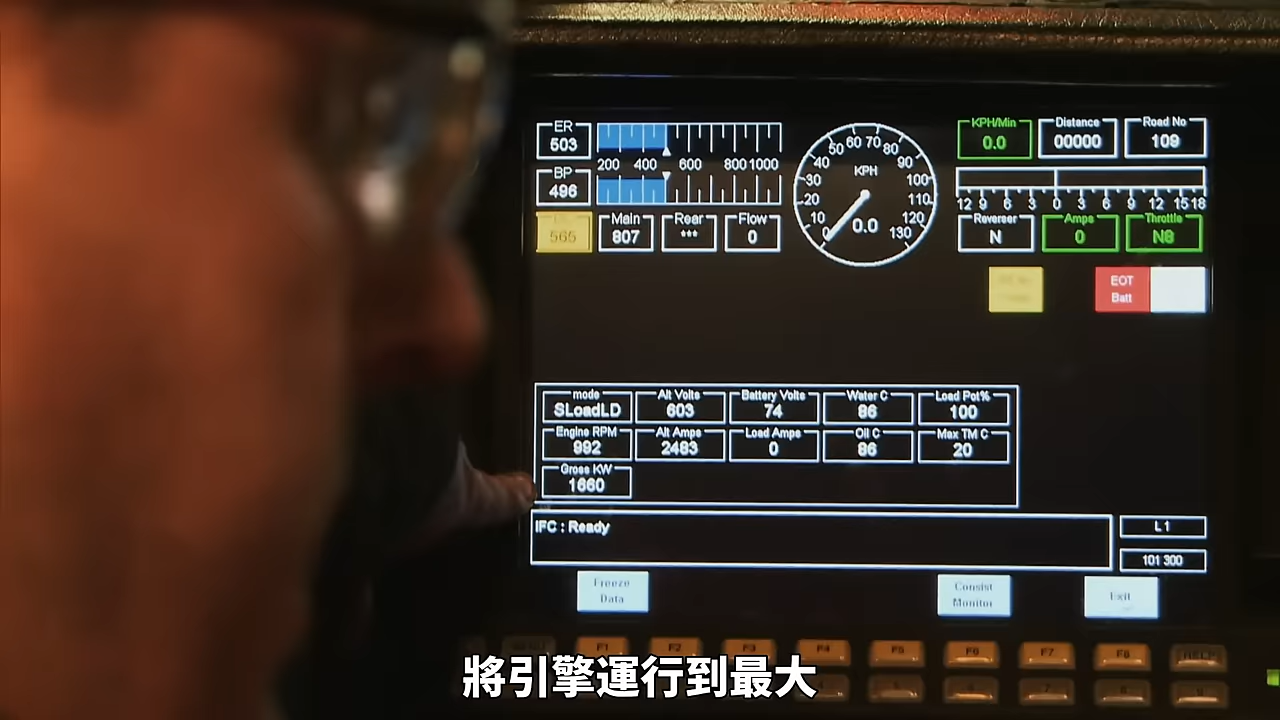 ER
503
BP
496
565
200 400 600 800 1000
Main
807
Rear
***
Flow
0
0 10 20 30 40 50 60 70 80 90 100 110 120 130
KPH
0.0
KPH/Min
0.0
Distance
00000
Road No
109
12 9 6 3 0 3 6 9 12 15 18
Reverser
N
Amps
0
Throttle
N8
EOT
Batt
mode
SLoadLD
Alt Volts
603
Battery Volts
74
Water C
86
Load Pot%
100
Engine RPM
992
Alt Amps
2483
Load Amps
0
Oil C
86
Max TM C
20
Gross KW
1660
IFC : Ready
L 1
101 300
Freeze
Data
Consist
Monitor
Exit
F1 F2 F3 F4 F5 F6 F7 F8 HELP
將引擎運行到最大